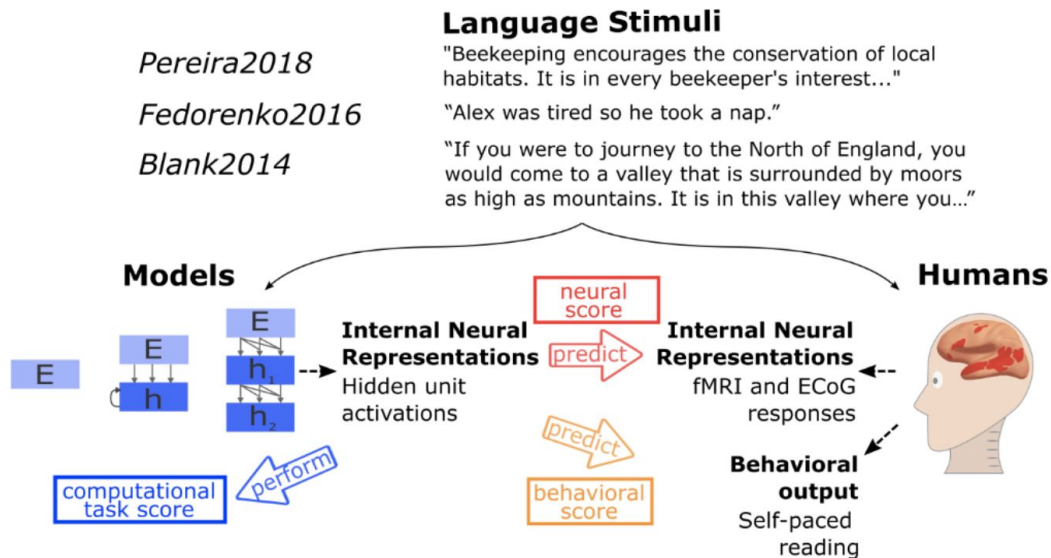 Language Stimuli
Pereira2018
"Beekeeping encourages the conservation of local
habitats. It is in every beekeeper's interest..."
Fedorenko2016
“Alex was tired so he took a nap.”
Blank2014
“If you were to journey to the North of England, you
would come to a valley that is surrounded by moors
as high as mountains. It is in this valley where you…”
Models
Humans
E
E
h
E
h₁
h₂
Internal Neural
Representations
Hidden unit
activations
neural
score
predict
Internal Neural
Representations
fMRI and ECoG
responses
perform
computational
task score
predict
behavioral
score
Behavioral
output
Self-paced
reading